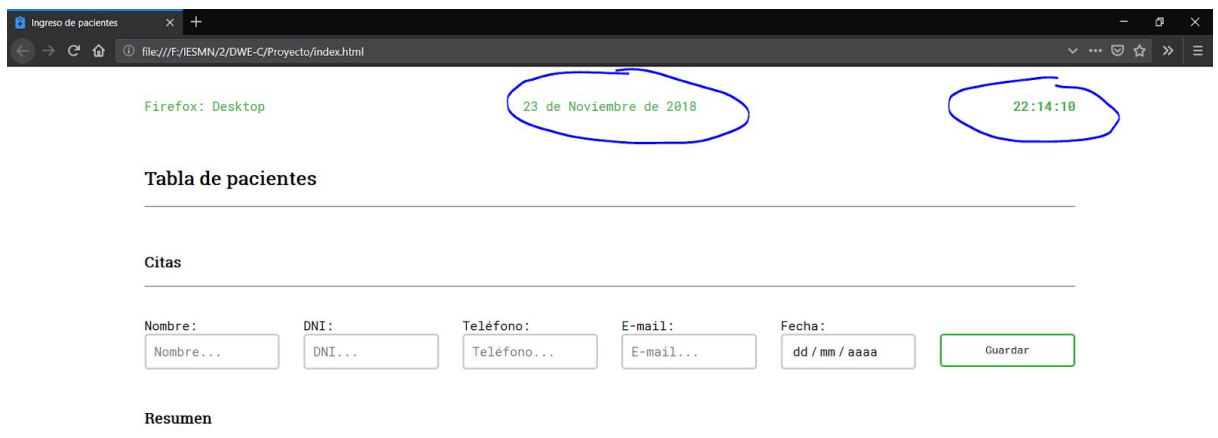 Ingreso de pacientes
file:///F:/IESMN/2/DWE-C/Proyecto/index.html
Firefox: Desktop 23 de Noviembre de 2018 22:14:10
Tabla de pacientes
Citas
Nombre: DNI: Teléfono: E-mail: Fecha:
Nombre... DNI... Teléfono... E-mail... dd / mm / aaaa Guardar
Resumen